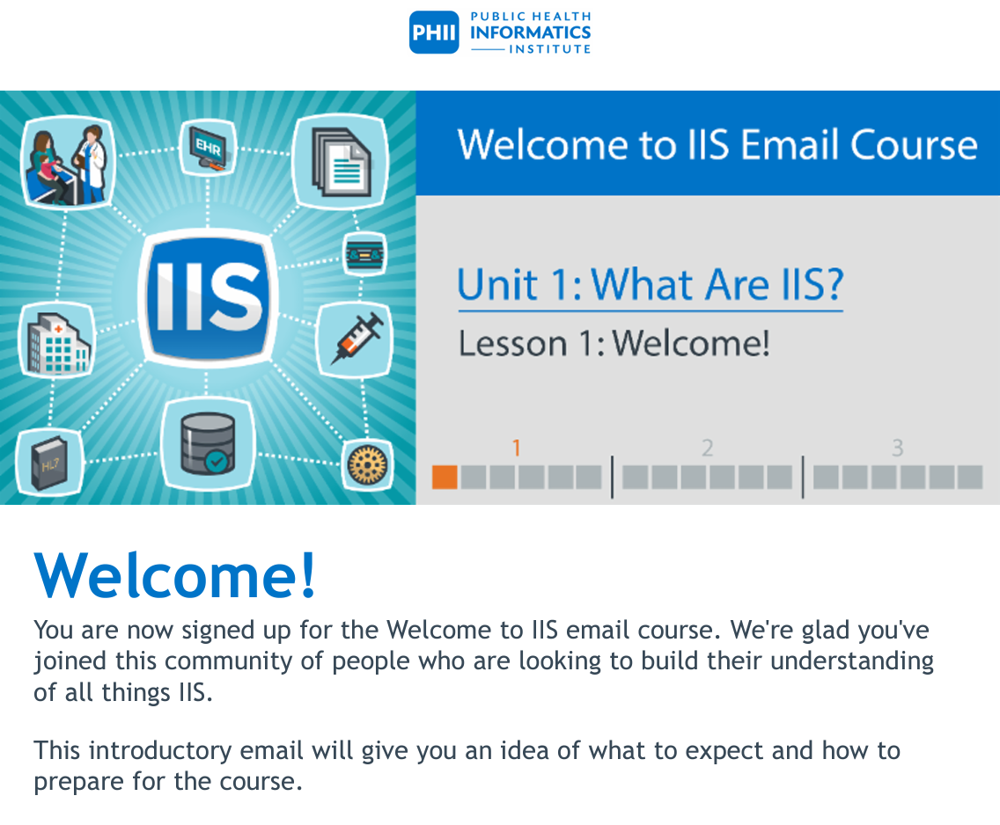 PHII
PUBLIC HEALTH
INFORMATICS
INSTITUTE
EHR
IIS
HL7
Welcome to IIS Email Course
Unit 1: What Are IIS?
Lesson 1: Welcome!
1 2 3
Welcome!
You are now signed up for the Welcome to IIS email course. We're glad you've
joined this community of people who are looking to build their understanding
of all things IIS.
This introductory email will give you an idea of what to expect and how to
prepare for the course.